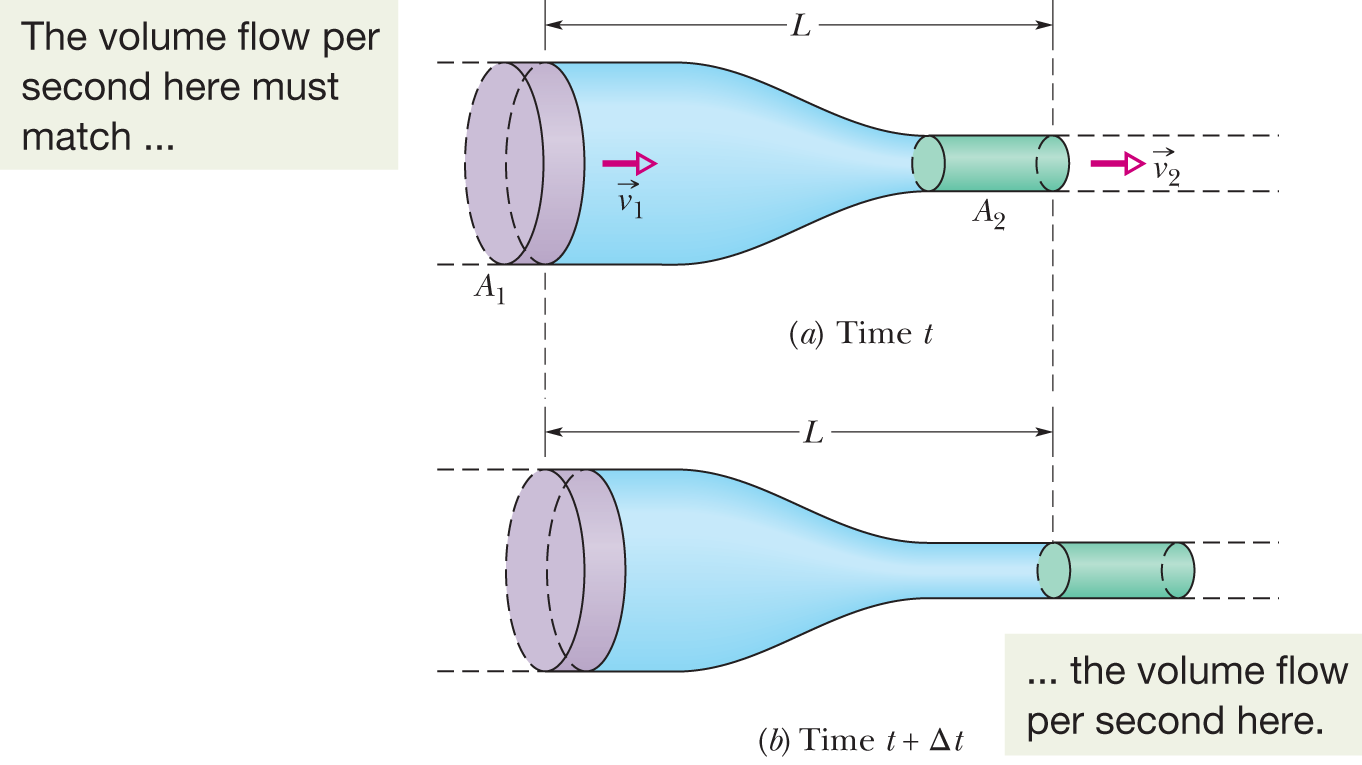 The volume flow per
second here must
match ...
L
v⃗1
v⃗2
A2
A1
(a) Time t
L
... the volume flow
per second here.
(b) Time t + Δt